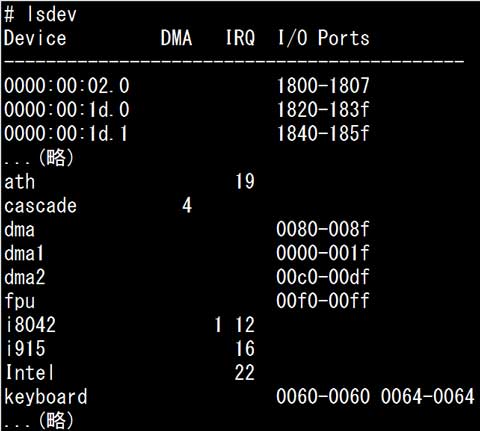 # lsdev
Device DMA IRQ I/O Ports
------------------------------------------------
0000:00:02.0 1800-1807
0000:00:1d.0 1820-183f
0000:00:1d.1 1840-185f
...(略)
ath 19
cascade 4
dma 0080-008f
dma1 0000-001f
dma2 00c0-00df
fpu 00f0-00ff
i8042 1 12
i915 16
Intel 22
keyboard 0060-0060 0064-0064
...(略)